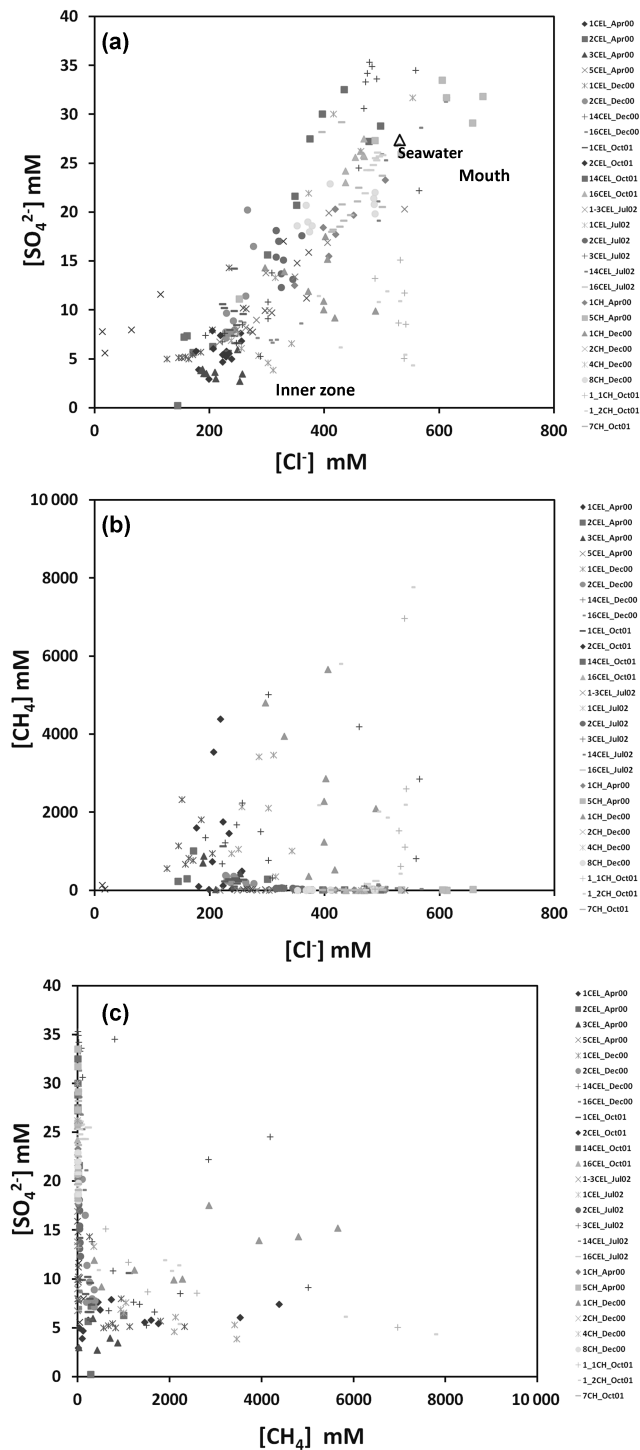 (a)
[SO₄²⁻] mM
40
35
30
25
20
15
10
5
0
0 200 400 600 800
[Cl⁻] mM
Seawater
Mouth
Inner zone
1CEL_Apr00
2CEL_Apr00
3CEL_Apr00
5CEL_Apr00
1CEL_Dec00
2CEL_Dec00
14CEL_Dec00
16CEL_Dec00
1CEL_Oct01
2CEL_Oct01
14CEL_Oct01
16CEL_Oct01
1-3CEL_Jul02
1CEL_Jul02
2CEL_Jul02
3CEL_Jul02
14CEL_Jul02
16CEL_Jul02
1CH_Apr00
5CH_Apr00
1CH_Dec00
2CH_Dec00
4CH_Dec00
8CH_Dec00
1_1CH_Oct01
1_2CH_Oct01
7CH_Oct01
(b)
[CH₄] mM
10 000
8000
6000
4000
2000
0
0 200 400 600 800
[Cl⁻] mM
1CEL_Apr00
2CEL_Apr00
3CEL_Apr00
5CEL_Apr00
1CEL_Dec00
2CEL_Dec00
14CEL_Dec00
16CEL_Dec00
1CEL_Oct01
2CEL_Oct01
14CEL_Oct01
16CEL_Oct01
1-3CEL_Jul02
1CEL_Jul02
2CEL_Jul02
3CEL_Jul02
14CEL_Jul02
16CEL_Jul02
1CH_Apr00
5CH_Apr00
1CH_Dec00
2CH_Dec00
4CH_Dec00
8CH_Dec00
1_1CH_Oct01
1_2CH_Oct01
7CH_Oct01
(c)
[SO₄²⁻] mM
40
35
30
25
20
15
10
5
0
0 2000 4000 6000 8000 10 000
[CH₄] mM
1CEL_Apr00
2CEL_Apr00
3CEL_Apr00
5CEL_Apr00
1CEL_Dec00
2CEL_Dec00
14CEL_Dec00
16CEL_Dec00
1CEL_Oct01
2CEL_Oct01
14CEL_Oct01
16CEL_Oct01
1-3CEL_Jul02
1CEL_Jul02
2CEL_Jul02
3CEL_Jul02
14CEL_Jul02
16CEL_Jul02
1CH_Apr00
5CH_Apr00
1CH_Dec00
2CH_Dec00
4CH_Dec00
8CH_Dec00
1_1CH_Oct01
1_2CH_Oct01
7CH_Oct01